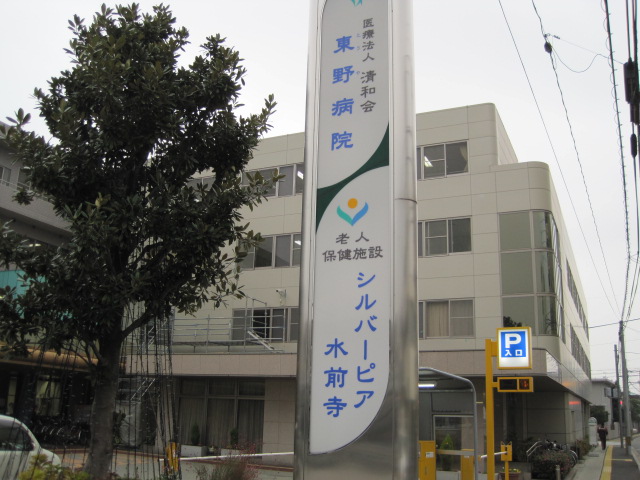 医療法人 清和会
東野病院
老人
保健施設
シルバーピア
水前寺
P
入口